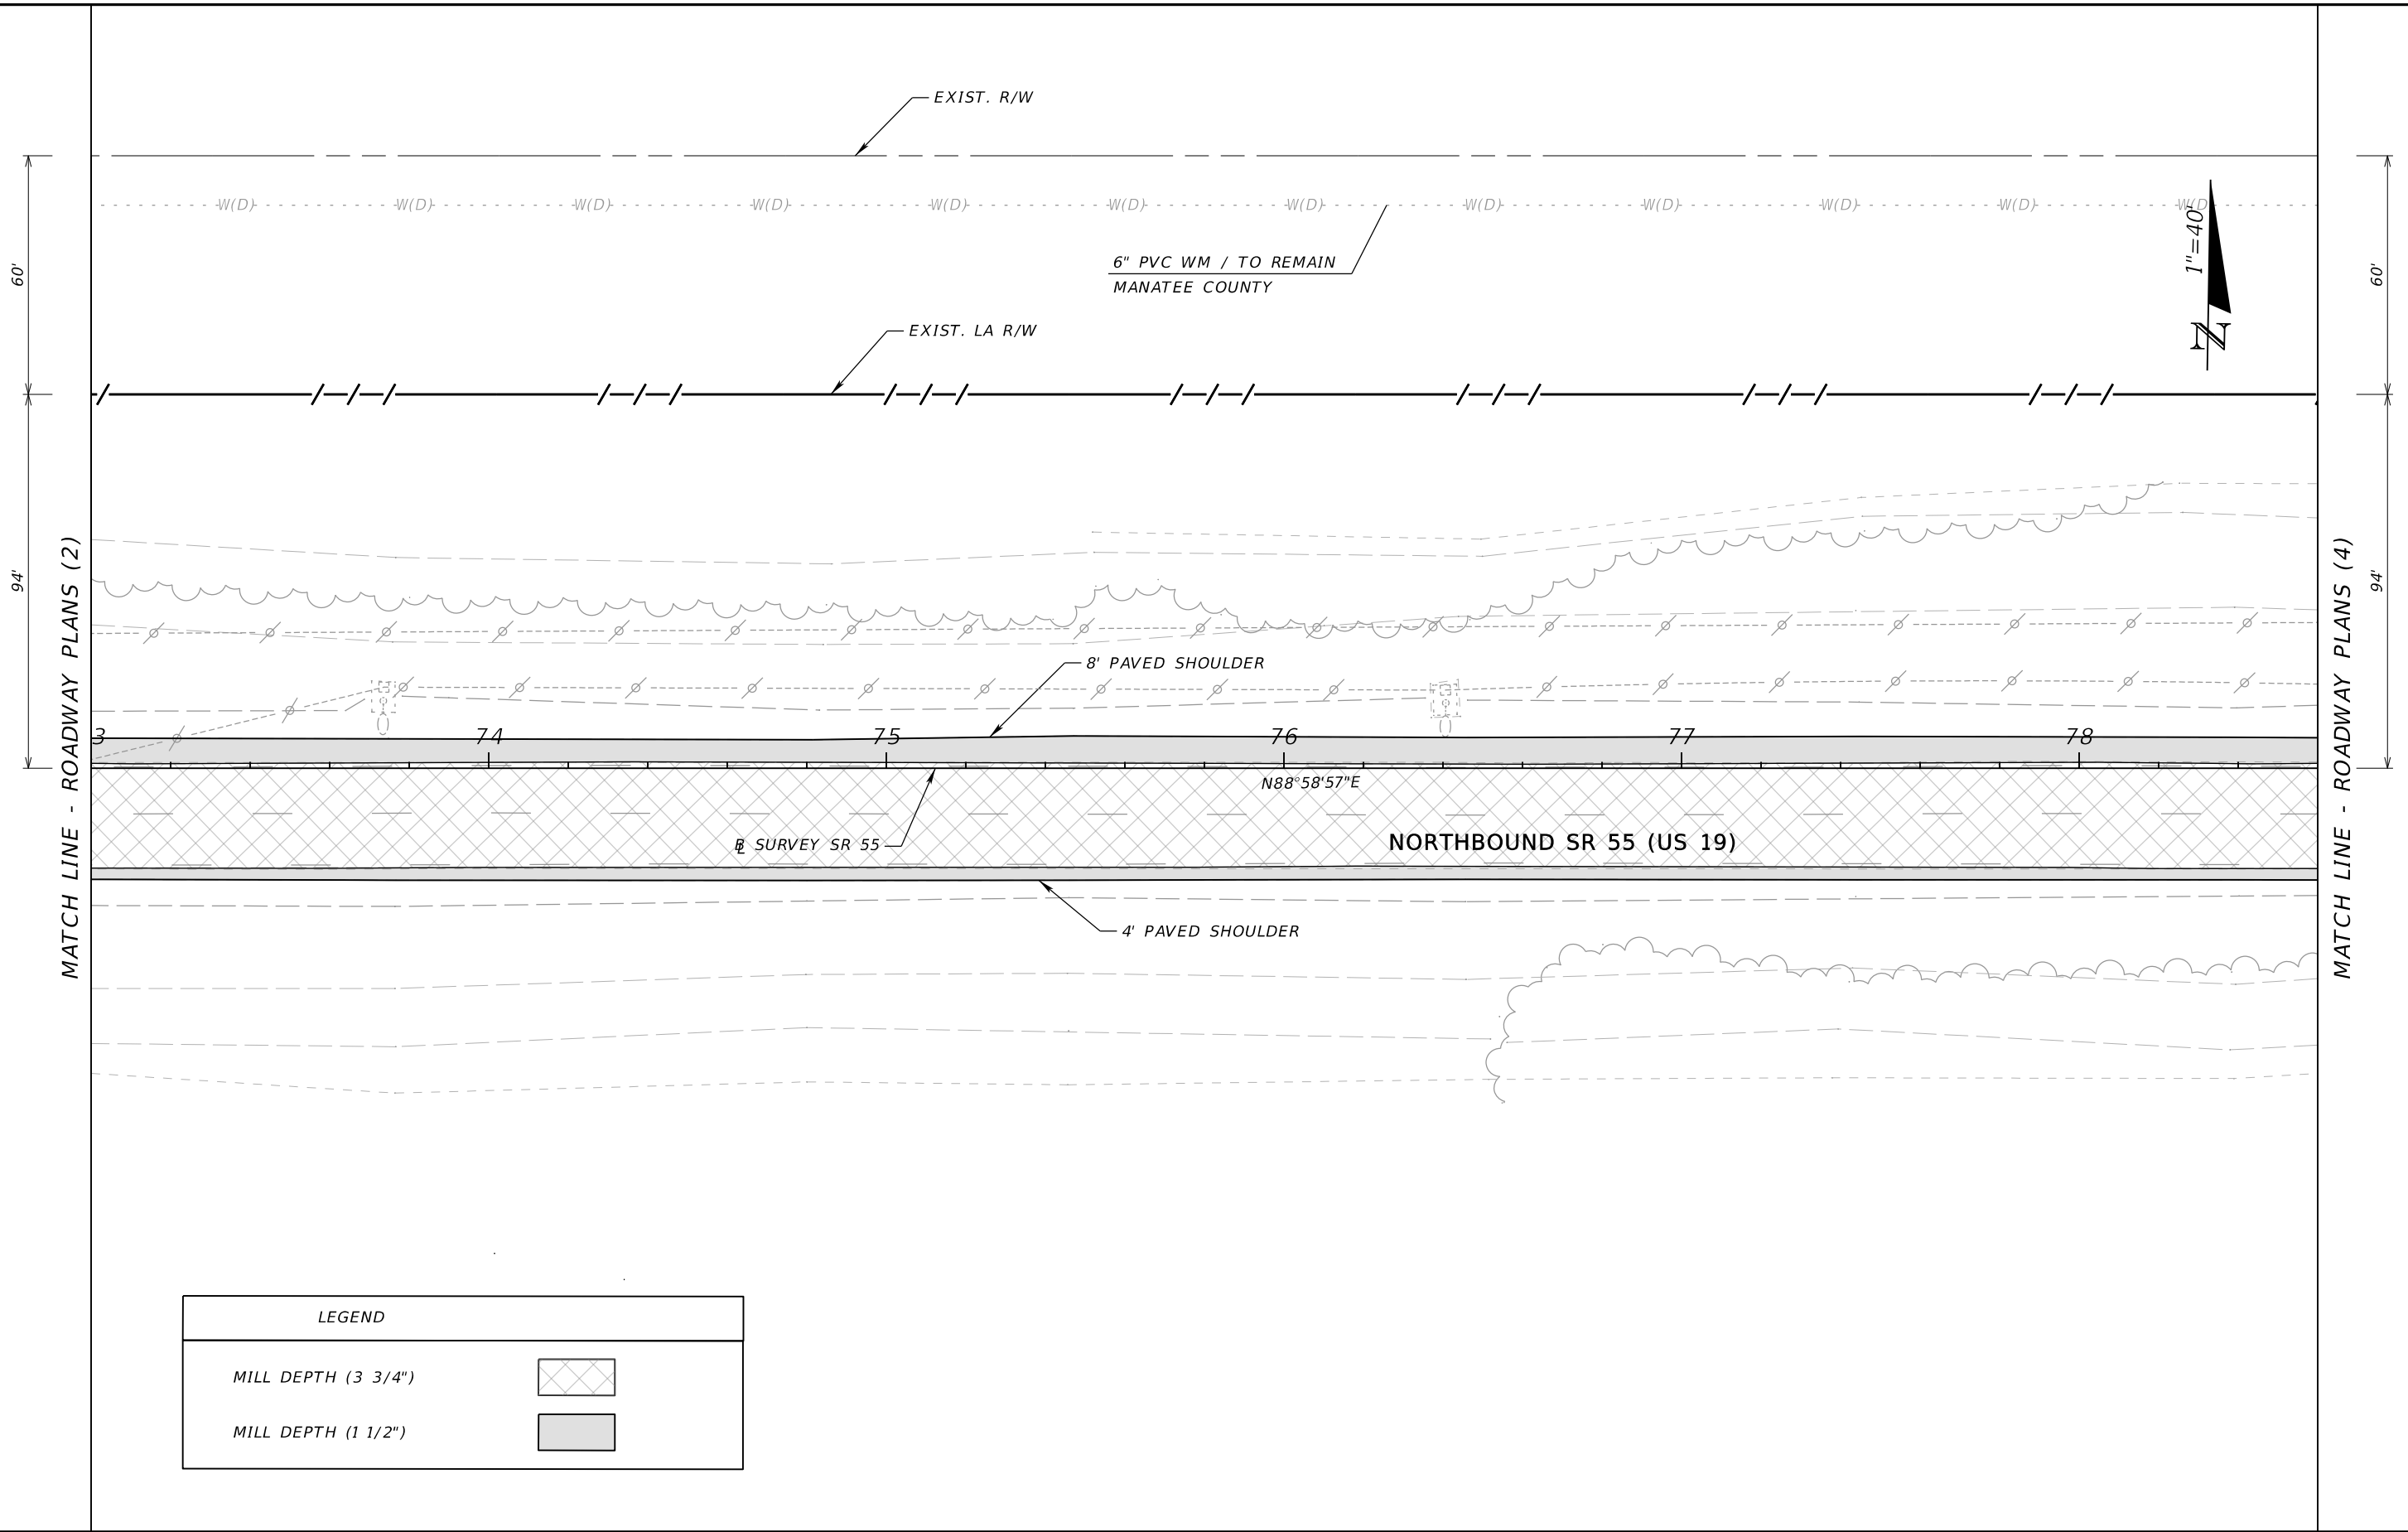 EXIST. R/W
W(D) W(D) W(D) W(D) W(D) W(D) W(D) W(D) W(D) W(D) W(D) W(D)
1"=40'
N
6" PVC WM / TO REMAIN
MANATEE COUNTY
60'
60'
EXIST. LA R/W
94'
94'
MATCH LINE - ROADWAY PLANS (2)
MATCH LINE - ROADWAY PLANS (4)
8' PAVED SHOULDER
3 74 75 76 77 78
N88°58'57"E
BL SURVEY SR 55
NORTHBOUND SR 55 (US 19)
4' PAVED SHOULDER
LEGEND
MILL DEPTH (3 3/4")
MILL DEPTH (1 1/2")